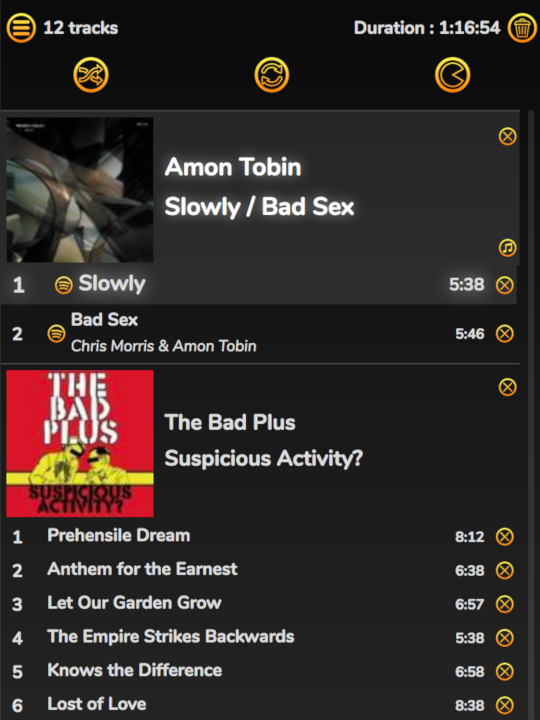 12 tracks
Duration : 1:16:54
Amon Tobin
Slowly / Bad Sex
1 Slowly 5:38
2 Bad Sex 5:46
Chris Morris & Amon Tobin
THE
BAD
PLUS
SUSPICIOUS
ACTIVITY?
The Bad Plus
Suspicious Activity?
1 Prehensile Dream 8:12
2 Anthem for the Earnest 6:38
3 Let Our Garden Grow 6:57
4 The Empire Strikes Backwards 5:38
5 Knows the Difference 6:58
6 Lost of Love 8:38